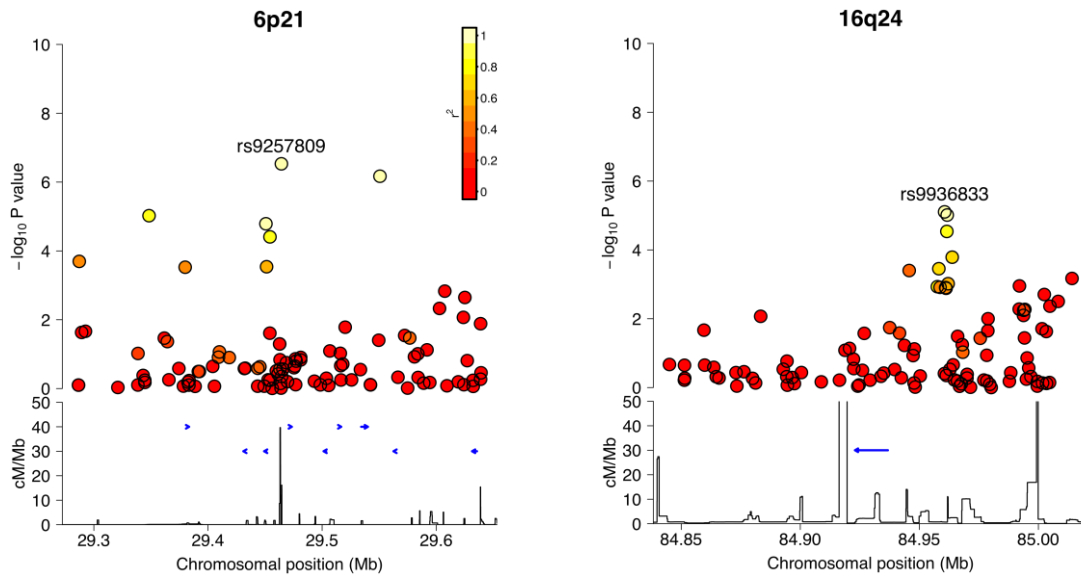 6p21
16q24
10
8
6
4
2
0
− log10 P value
rs9257809
r2
1
0.8
0.6
0.4
0.2
0
50
40
30
20
10
0
cM/Mb
29.3 29.4 29.5 29.6
Chromosomal position (Mb)
10
8
6
4
2
0
− log10 P value
rs9936833
50
40
30
20
10
0
cM/Mb
84.85 84.90 84.95 85.00
Chromosomal position (Mb)